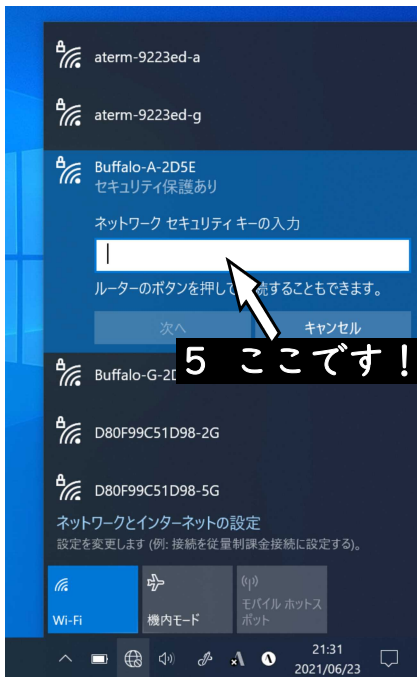 aterm-9223ed-a
aterm-9223ed-g
Buffalo-A-2D5E
セキュリティ保護あり
ネットワーク セキュリティ キーの入力
ルーターのボタンを押して 続することもできます。
次へ
キャンセル
5 ここです!
Buffalo-G-2D
D80F99C51D98-2G
D80F99C51D98-5G
ネットワークとインターネットの設定
設定を変更します (例: 接続を従量制課金接続に設定する)。
Wi-Fi
機内モード
モバイル ホットス
ポット
21:31
2021/06/23